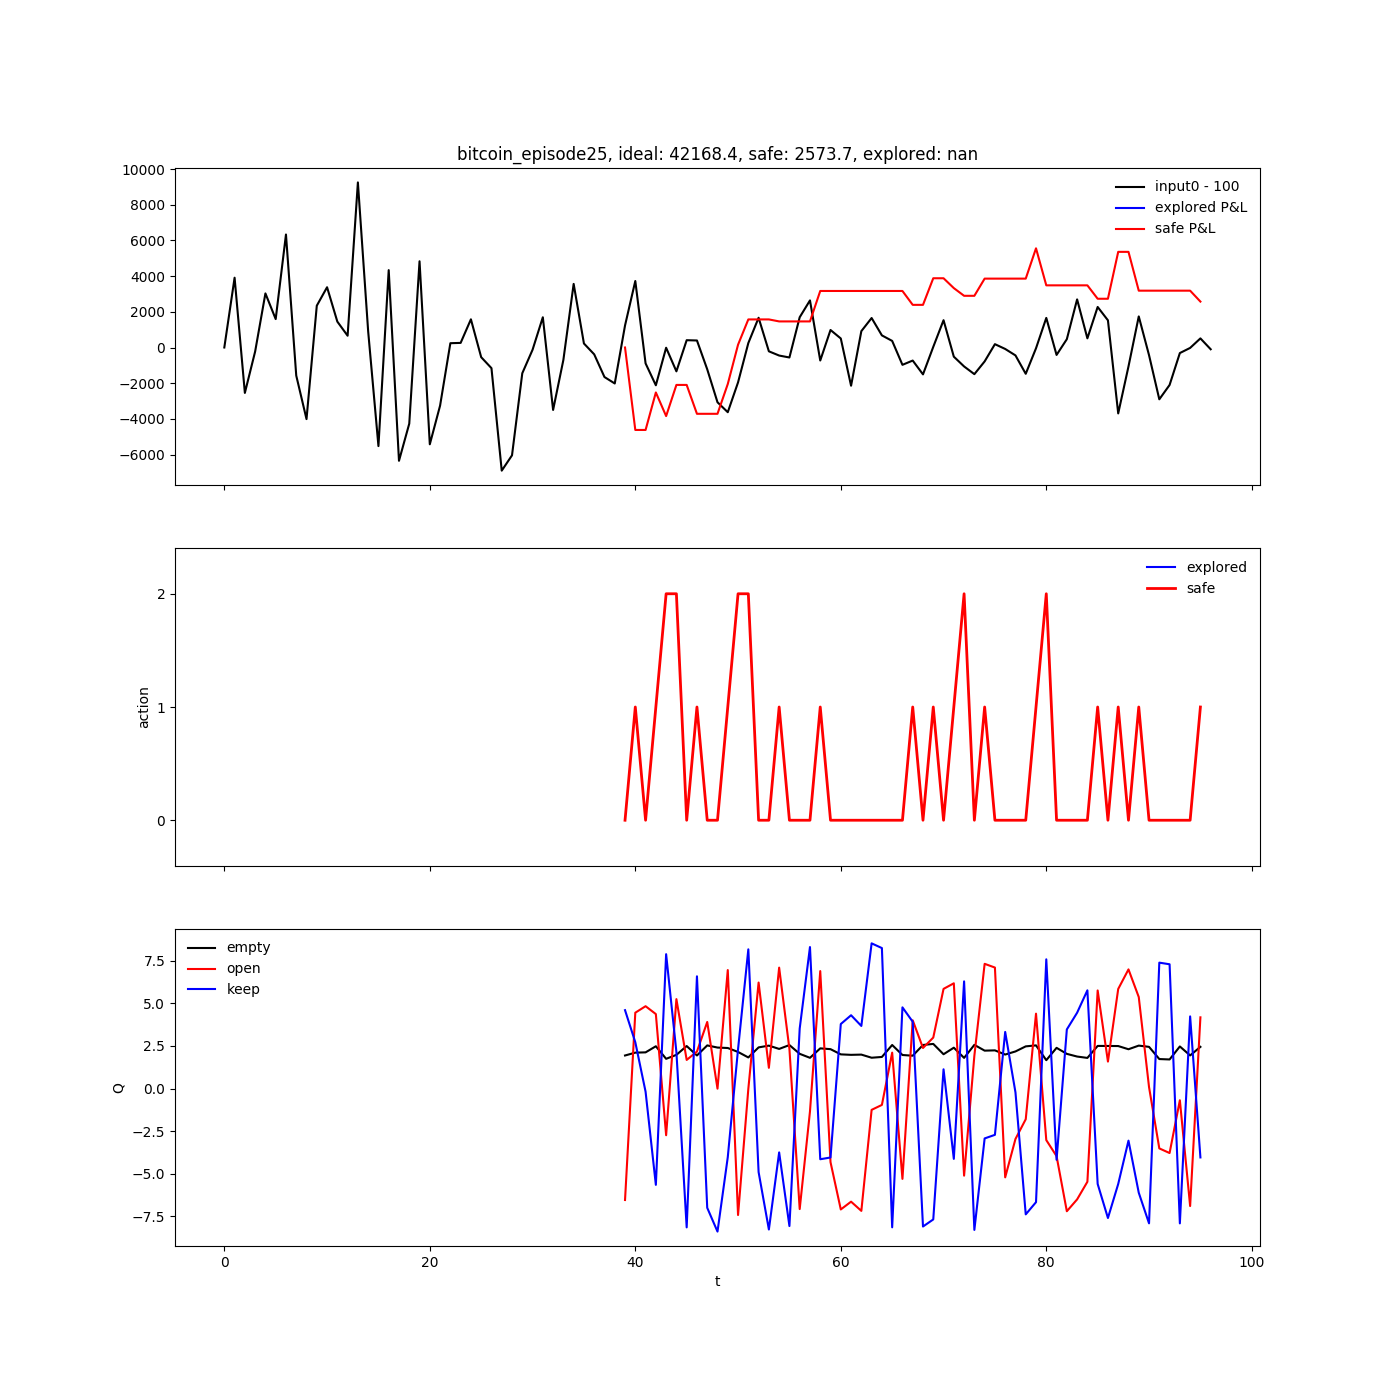 bitcoin_episode25, ideal: 42168.4, safe: 2573.7, explored: nan
10000
8000
6000
4000
2000
0
−2000
−4000
−6000
input0 - 100
explored P&L
safe P&L
action
2
1
0
explored
safe
Q
7.5
5.0
2.5
0.0
−2.5
−5.0
−7.5
empty
open
keep
0 20 40 60 80 100
t